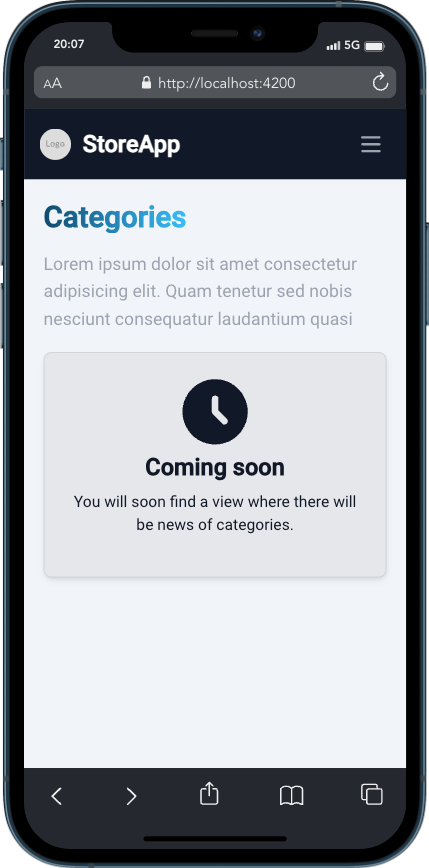 20:07
5G
AA
http://localhost:4200
Logo
StoreApp
Categories
Lorem ipsum dolor sit amet consectetur
adipisicing elit. Quam tenetur sed nobis
nesciunt consequatur laudantium quasi
Coming soon
You will soon find a view where there will
be news of categories.